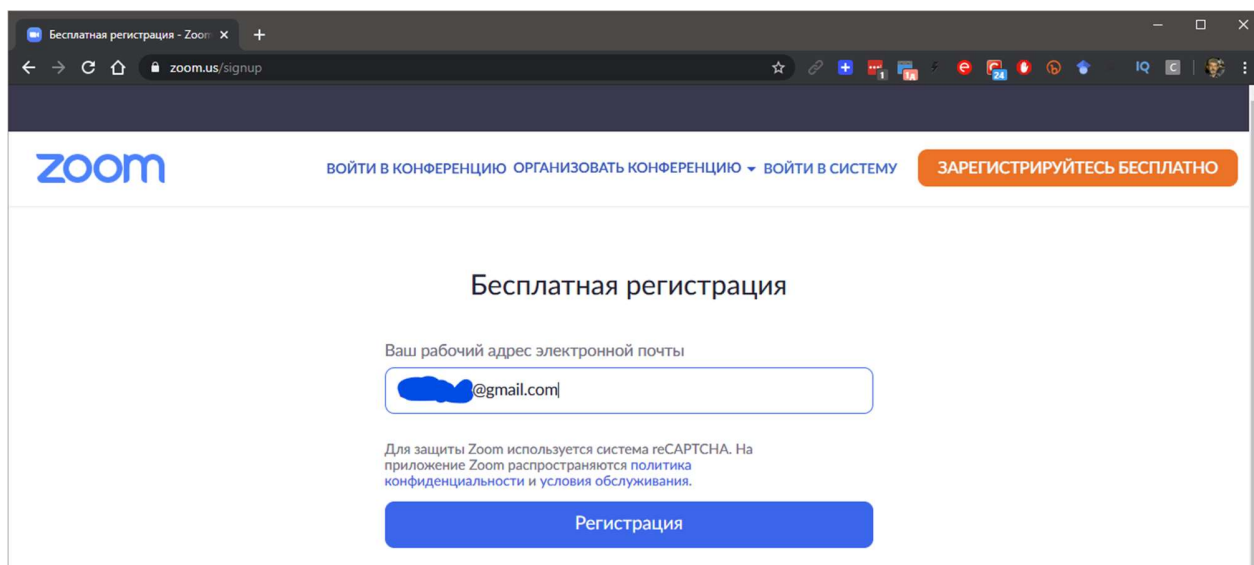 Бесплатная регистрация - Zoom
zoom.us/signup
1
24
IQ
C
zoom
ВОЙТИ В КОНФЕРЕНЦИЮ ОРГАНИЗОВАТЬ КОНФЕРЕНЦИЮ ВОЙТИ В СИСТЕМУ ЗАРЕГИСТРИРУЙТЕСЬ БЕСПЛАТНО
Бесплатная регистрация
Ваш рабочий адрес электронной почты
@gmail.com
Для защиты Zoom используется система reCAPTCHA. На
приложение Zoom распространяются политика
конфиденциальности и условия обслуживания.
Регистрация